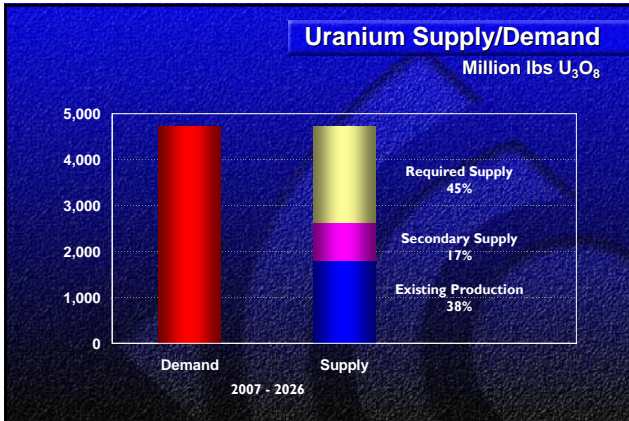 Uranium Supply/Demand
Million lbs U₃O₈
5,000
4,000
3,000
2,000
1,000
0
Required Supply
45%
Secondary Supply
17%
Existing Production
38%
Demand
Supply
2007 - 2026